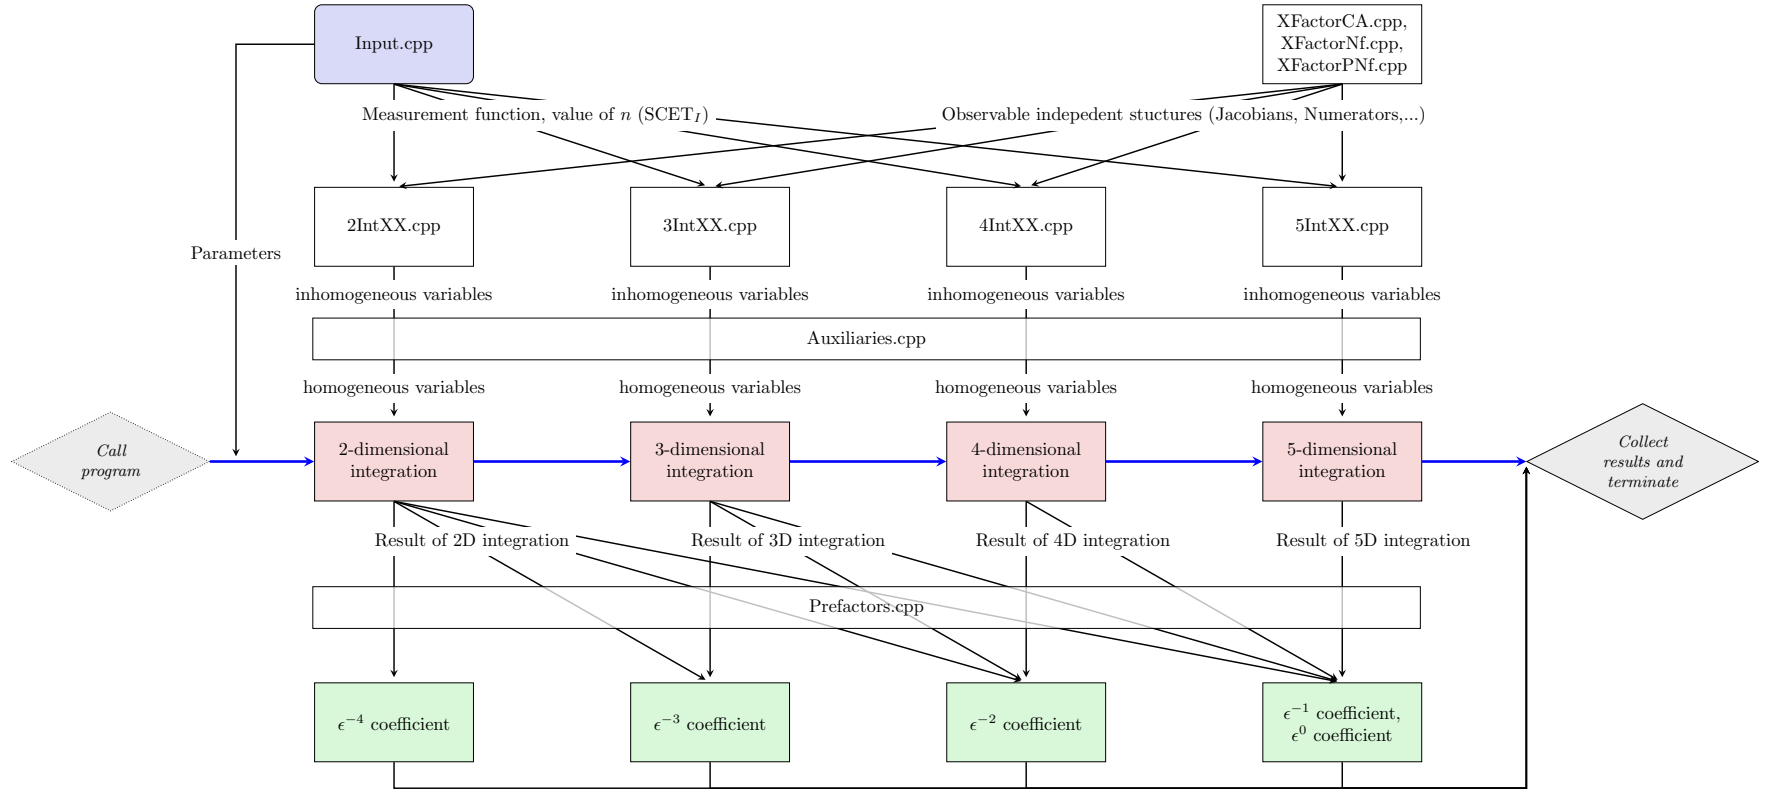 Input.cpp
XFactorCA.cpp,
XFactorNf.cpp,
XFactorPNf.cpp
Measurement function, value of n (SCET_I)
Observable indepedent stuctures (Jacobians, Numerators,...)
2IntXX.cpp
3IntXX.cpp
4IntXX.cpp
5IntXX.cpp
Parameters
inhomogeneous variables
inhomogeneous variables
inhomogeneous variables
inhomogeneous variables
Auxiliaries.cpp
homogeneous variables
homogeneous variables
homogeneous variables
homogeneous variables
Call
program
2-dimensional
integration
3-dimensional
integration
4-dimensional
integration
5-dimensional
integration
Collect
results and
terminate
Result of 2D integration
Result of 3D integration
Result of 4D integration
Result of 5D integration
Prefactors.cpp
ϵ⁻⁴ coefficient
ϵ⁻³ coefficient
ϵ⁻² coefficient
ϵ⁻¹ coefficient,
ϵ⁰ coefficient